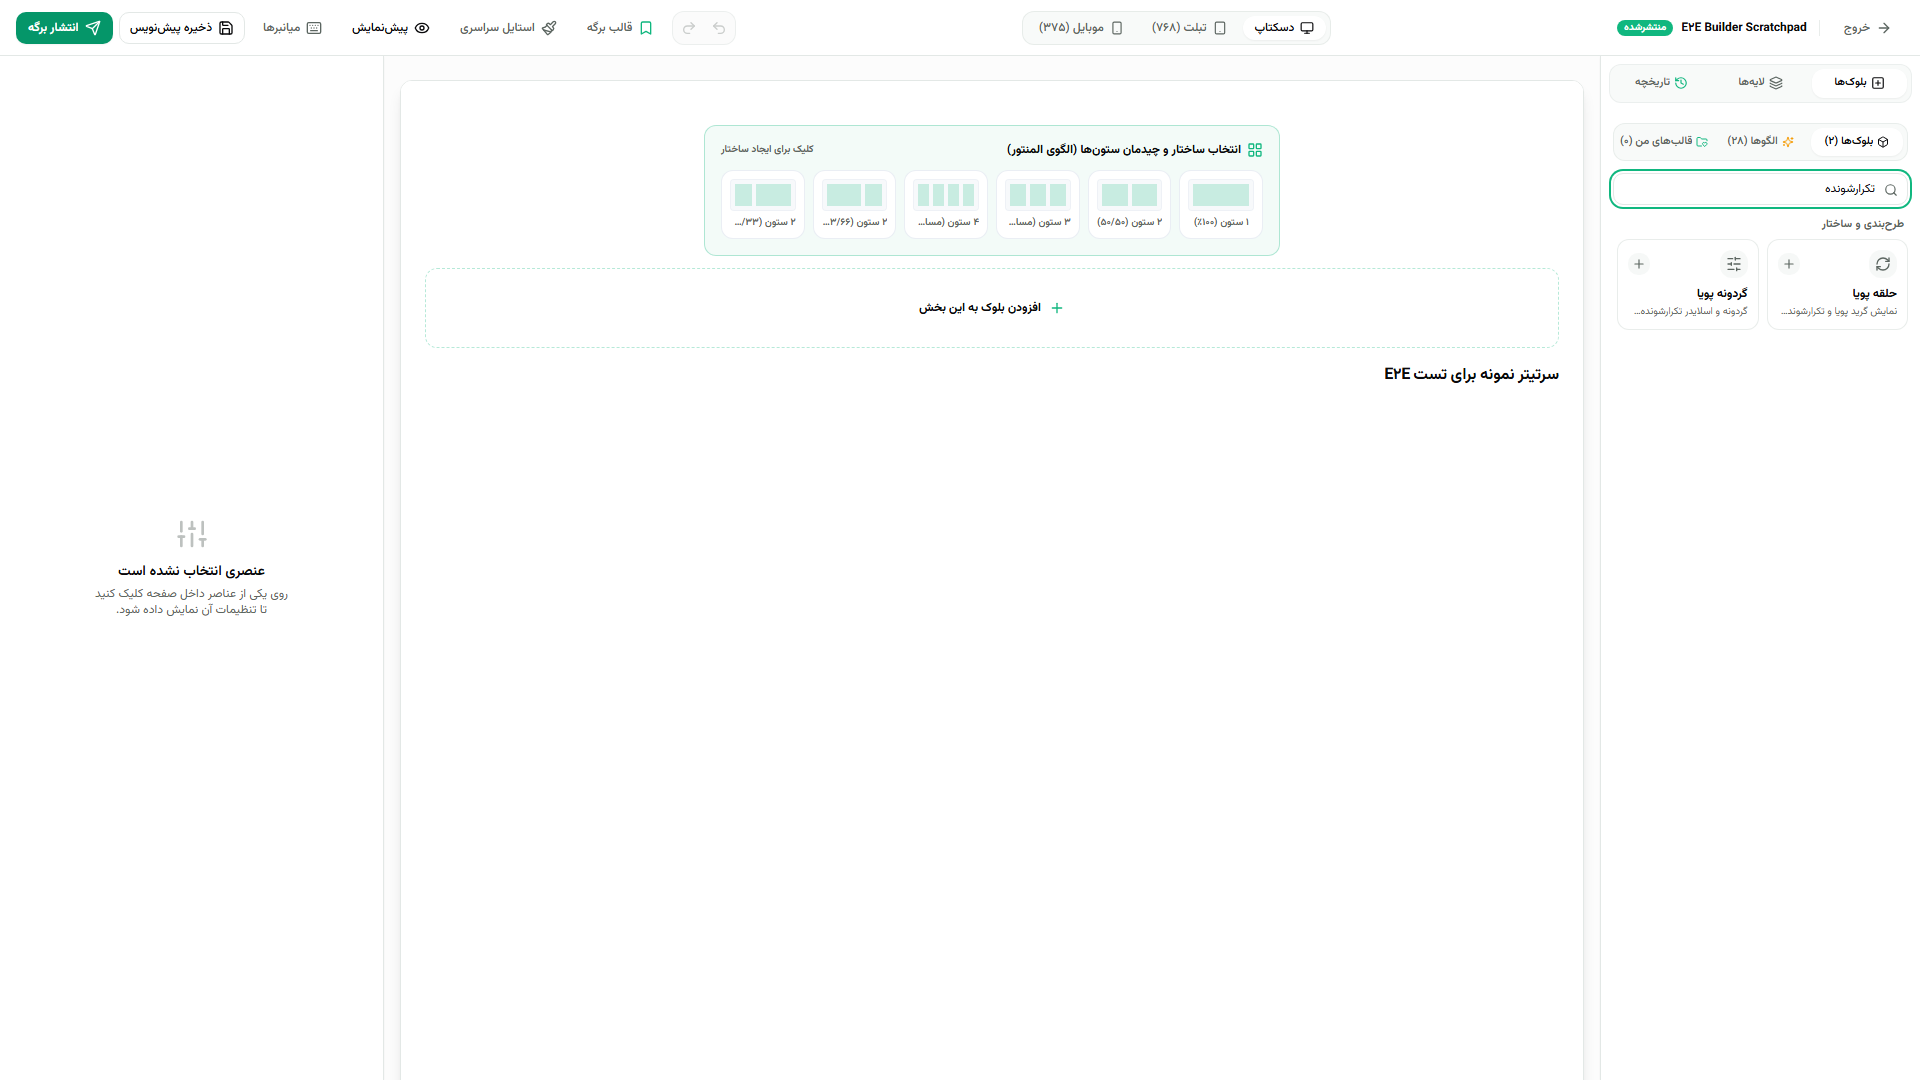 خروج
E2E Builder Scratchpad
منتشرشده
دسکتاپ
تبلت (۷۶۸)
موبایل (۳۷۵)
قالب برگه
استایل سراسری
پیش‌نمایش
میانبرها
ذخیره پیش‌نویس
انتشار برگه
بلوک‌ها
لایه‌ها
تاریخچه
بلوک‌ها (۲)
الگوها (۲۸)
قالب‌های من (۰)
تکرارشونده
طرح‌بندی و ساختار
حلقه پویا
نمایش گرید پویا و تکرارشوند...
گردونه پویا
گردونه و اسلایدر تکرارشونده...
انتخاب ساختار و چیدمان ستون‌ها (الگوی المنتور)
کلیک برای ایجاد ساختار
۱ ستون (۱۰۰٪)
۲ ستون (۵۰/۵۰)
۳ ستون (مسا...
۴ ستون (مسا...
۲ ستون (۳/۶۶...
۲ ستون (۳۳/...
افزودن بلوک به این بخش
سرتیتر نمونه برای تست E2E
عنصری انتخاب نشده است
روی یکی از عناصر داخل صفحه کلیک کنید
تا تنظیمات آن نمایش داده شود.